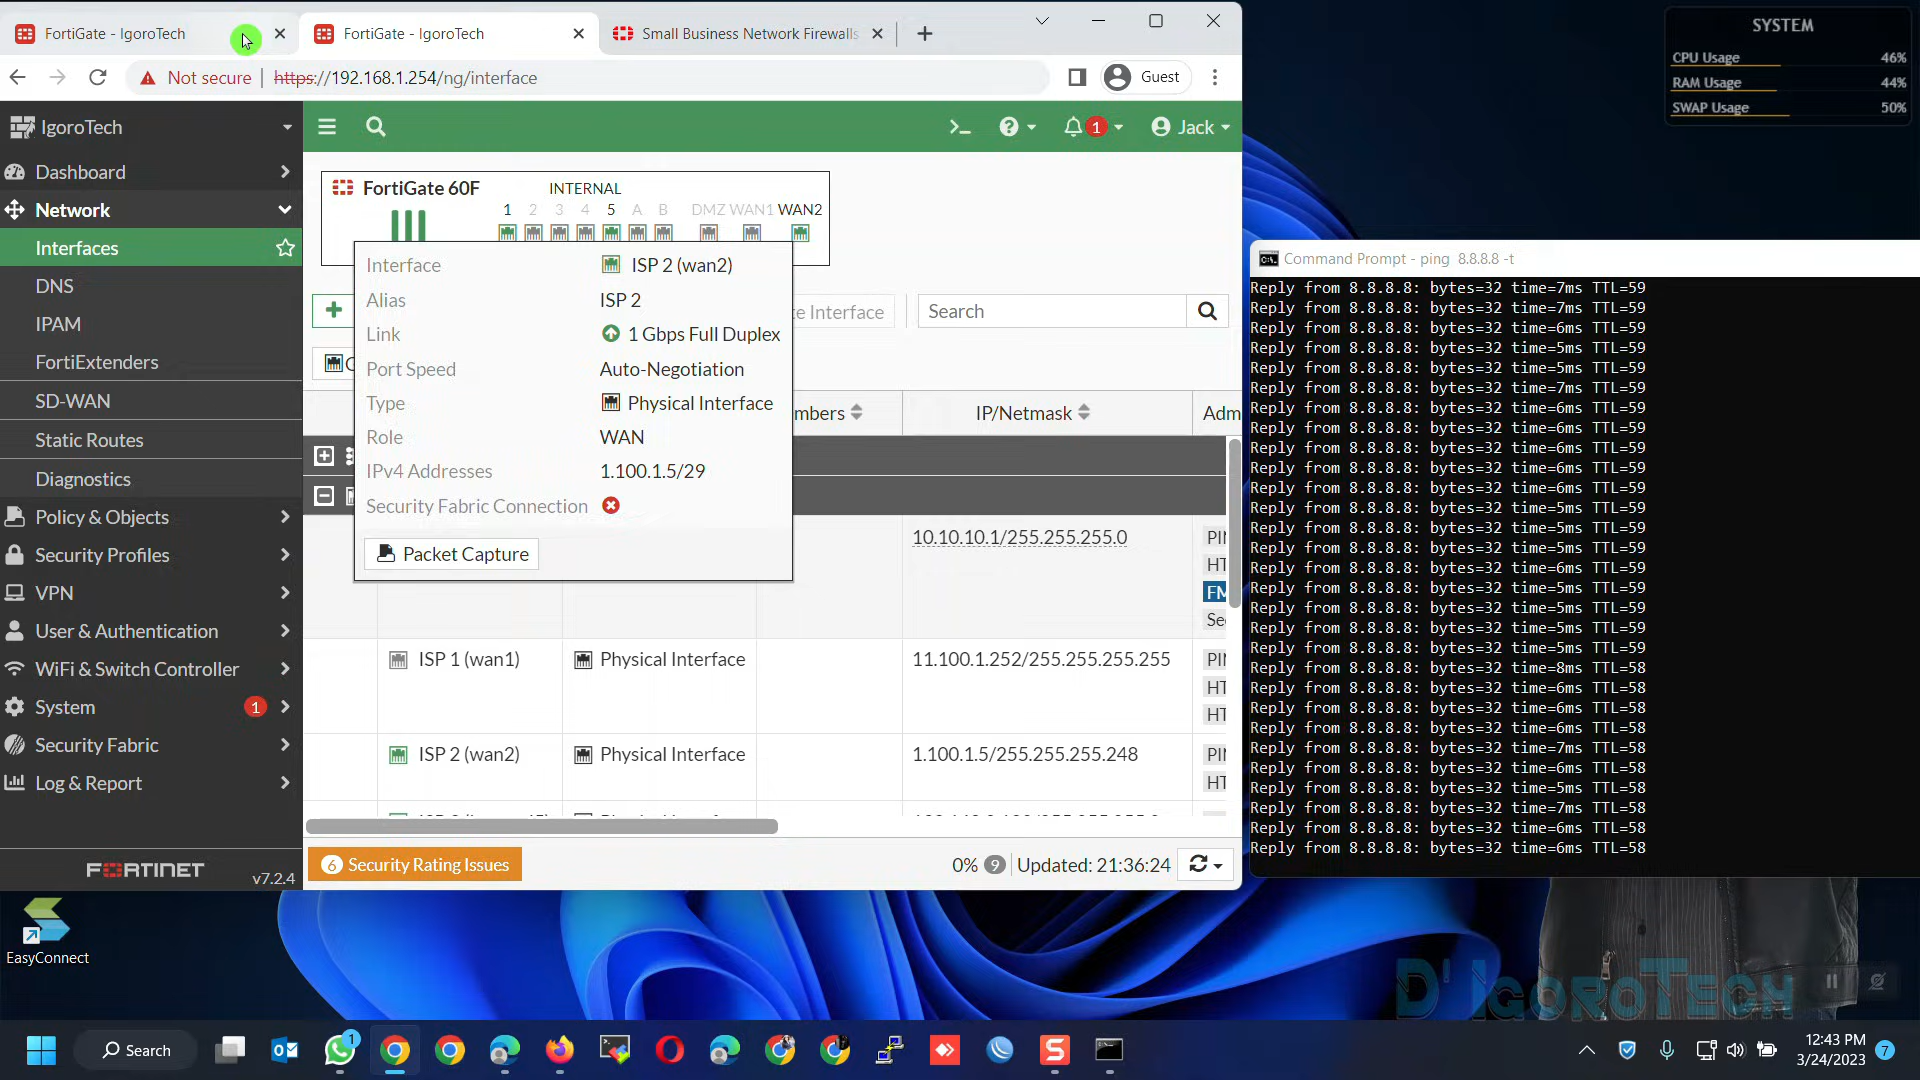 FortiGate - IgoroTech
FortiGate - IgoroTech
Small Business Network Firewalls
Not secure
https://192.168.1.254/ng/interface
Guest
IgoroTech
1
Jack
Dashboard
Network
Interfaces
DNS
IPAM
FortiExtenders
SD-WAN
Static Routes
Diagnostics
Policy & Objects
Security Profiles
VPN
User & Authentication
WiFi & Switch Controller
System 1
Security Fabric
Log & Report
FORTINET v7.2.4
FortiGate 60F INTERNAL
1 2 3 4 5 A B DMZ WAN1 WAN2
Interface ISP 2 (wan2)
Alias ISP 2
Link 1 Gbps Full Duplex
Port Speed Auto-Negotiation
Type Physical Interface
Role WAN
IPv4 Addresses 1.100.1.5/29
Security Fabric Connection
Packet Capture
te Interface
Search
mbers IP/Netmask Adm
10.10.10.1/255.255.255.0 PI
HT
FM
Se
ISP 1 (wan1) Physical Interface 11.100.1.252/255.255.255.255 PI
HT
HT
ISP 2 (wan2) Physical Interface 1.100.1.5/255.255.255.248 PI
HT
6 Security Rating Issues
0% 9 Updated: 21:36:24
SYSTEM
CPU Usage 46%
RAM Usage 44%
SWAP Usage 50%
Command Prompt - ping 8.8.8.8 -t
Reply from 8.8.8.8: bytes=32 time=7ms TTL=59
Reply from 8.8.8.8: bytes=32 time=7ms TTL=59
Reply from 8.8.8.8: bytes=32 time=6ms TTL=59
Reply from 8.8.8.8: bytes=32 time=5ms TTL=59
Reply from 8.8.8.8: bytes=32 time=5ms TTL=59
Reply from 8.8.8.8: bytes=32 time=7ms TTL=59
Reply from 8.8.8.8: bytes=32 time=6ms TTL=59
Reply from 8.8.8.8: bytes=32 time=6ms TTL=59
Reply from 8.8.8.8: bytes=32 time=6ms TTL=59
Reply from 8.8.8.8: bytes=32 time=6ms TTL=59
Reply from 8.8.8.8: bytes=32 time=6ms TTL=59
Reply from 8.8.8.8: bytes=32 time=5ms TTL=59
Reply from 8.8.8.8: bytes=32 time=5ms TTL=59
Reply from 8.8.8.8: bytes=32 time=5ms TTL=59
Reply from 8.8.8.8: bytes=32 time=6ms TTL=59
Reply from 8.8.8.8: bytes=32 time=5ms TTL=59
Reply from 8.8.8.8: bytes=32 time=5ms TTL=59
Reply from 8.8.8.8: bytes=32 time=5ms TTL=59
Reply from 8.8.8.8: bytes=32 time=5ms TTL=59
Reply from 8.8.8.8: bytes=32 time=8ms TTL=58
Reply from 8.8.8.8: bytes=32 time=6ms TTL=58
Reply from 8.8.8.8: bytes=32 time=6ms TTL=58
Reply from 8.8.8.8: bytes=32 time=6ms TTL=58
Reply from 8.8.8.8: bytes=32 time=7ms TTL=58
Reply from 8.8.8.8: bytes=32 time=6ms TTL=58
Reply from 8.8.8.8: bytes=32 time=5ms TTL=58
Reply from 8.8.8.8: bytes=32 time=7ms TTL=58
Reply from 8.8.8.8: bytes=32 time=6ms TTL=58
Reply from 8.8.8.8: bytes=32 time=6ms TTL=58
EasyConnect
D' IgoroTech
Search
1
12:43 PM
3/24/2023
7